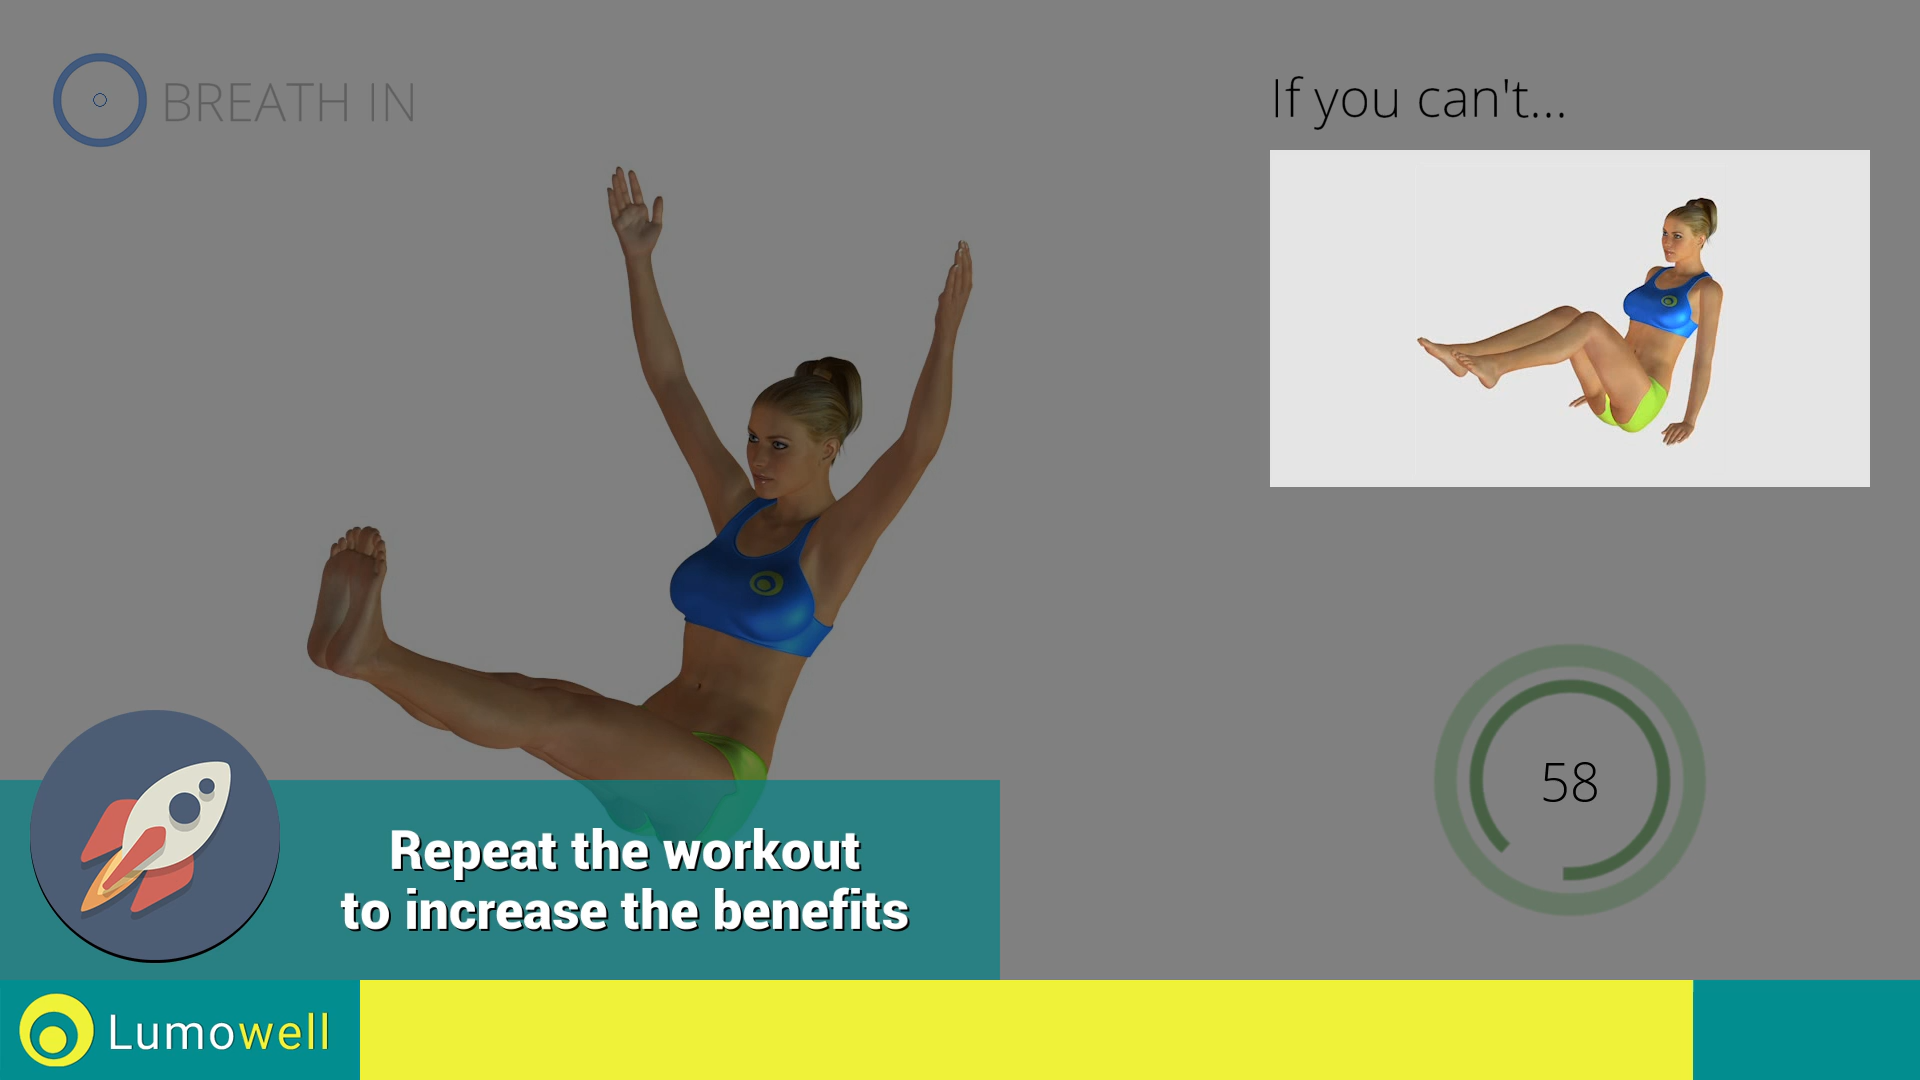 BREATH IN
If you can't...
58
Repeat the workout
to increase the benefits
Lumowell